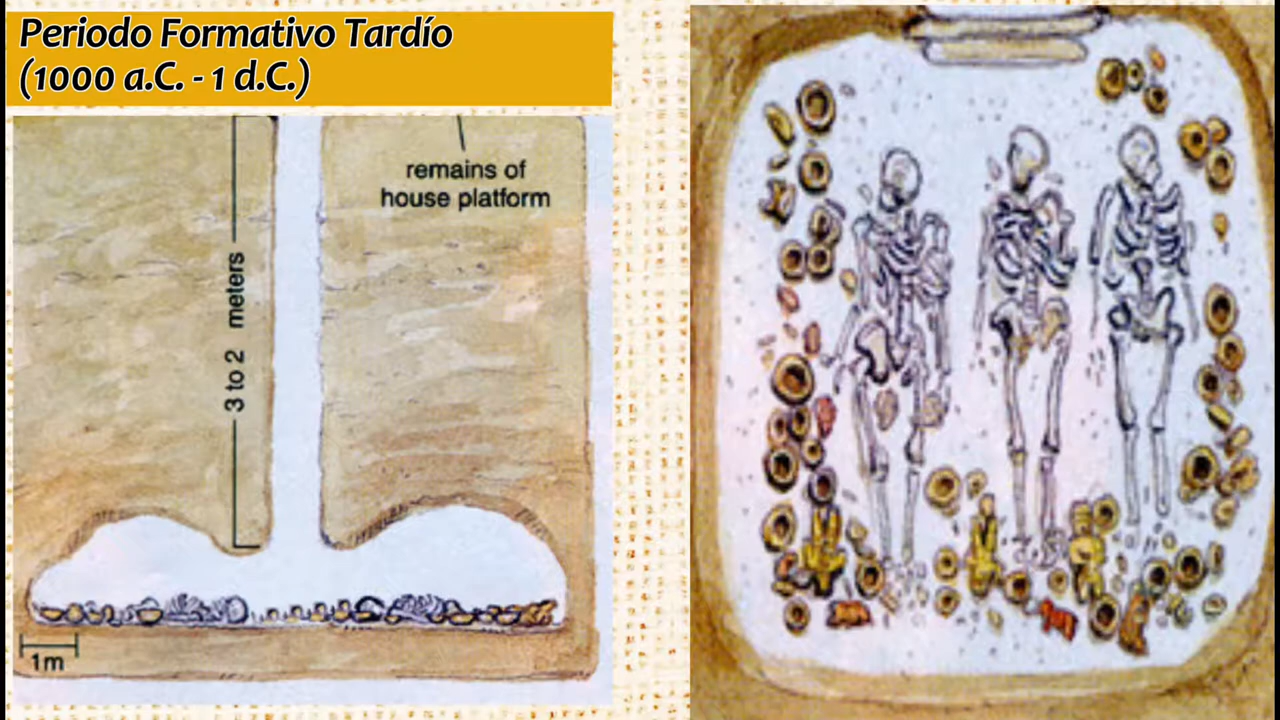 Periodo Formativo Tardío
(1000 a.C. - 1 d.C.)
remains of
house platform
3 to 2 meters
1m